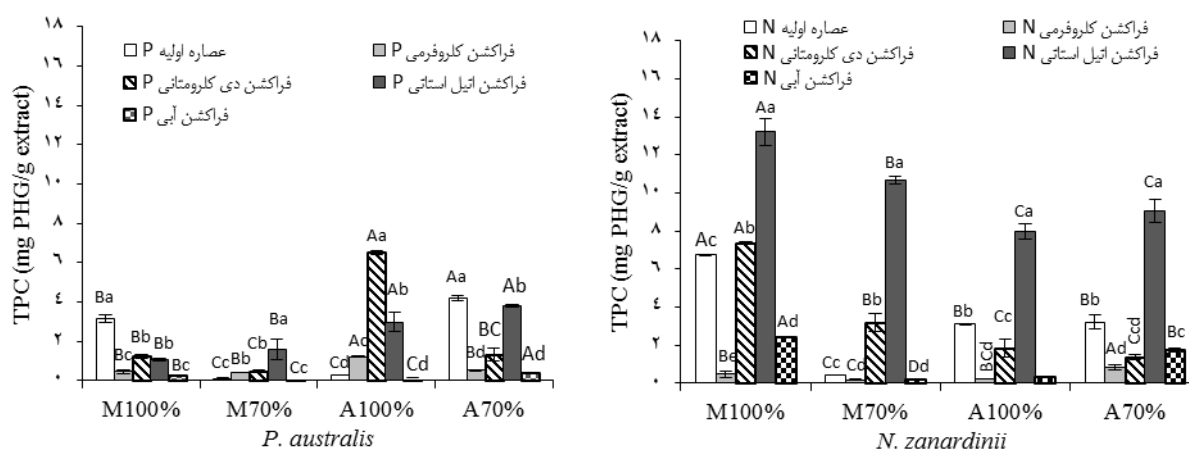 TPC (mg PHG/g extract)
۱۸
۱۶
۱۴
۱۲
۱۰
۸
۶
٤
۲
۰
عصاره اولیه P
فراکشن کلروفرمی P
فراکشن دی کلرومتانی P
فراکشن اتیل استاتی P
فراکشن آبی P
Ba
Bc
Bb
Bb
Bc
Cc
Bb
Cb
Ba
Cc
Cd
Ac
Aa
Ab
Cd
Aa
Bd
BC
Ab
Ad
M100%
M70%
A100%
A70%
P. australis
TPC (mg PHG/g extract)
۱۸
۱۶
۱۴
۱۲
۱۰
۸
۶
٤
۲
۰
عصاره اولیه N
فراکشن کلروفرمی N
فراکشن دی کلرومتانی N
فراکشن اتیل استاتی N
فراکشن آبی N
Ac
Be
Ab
Aa
Ad
Cc
Cd
Bb
Ba
Dd
Bb
BCd
Cc
Ca
Bb
Ad
Ccd
Ca
Bc
M100%
M70%
A100%
A70%
N. zanardinii